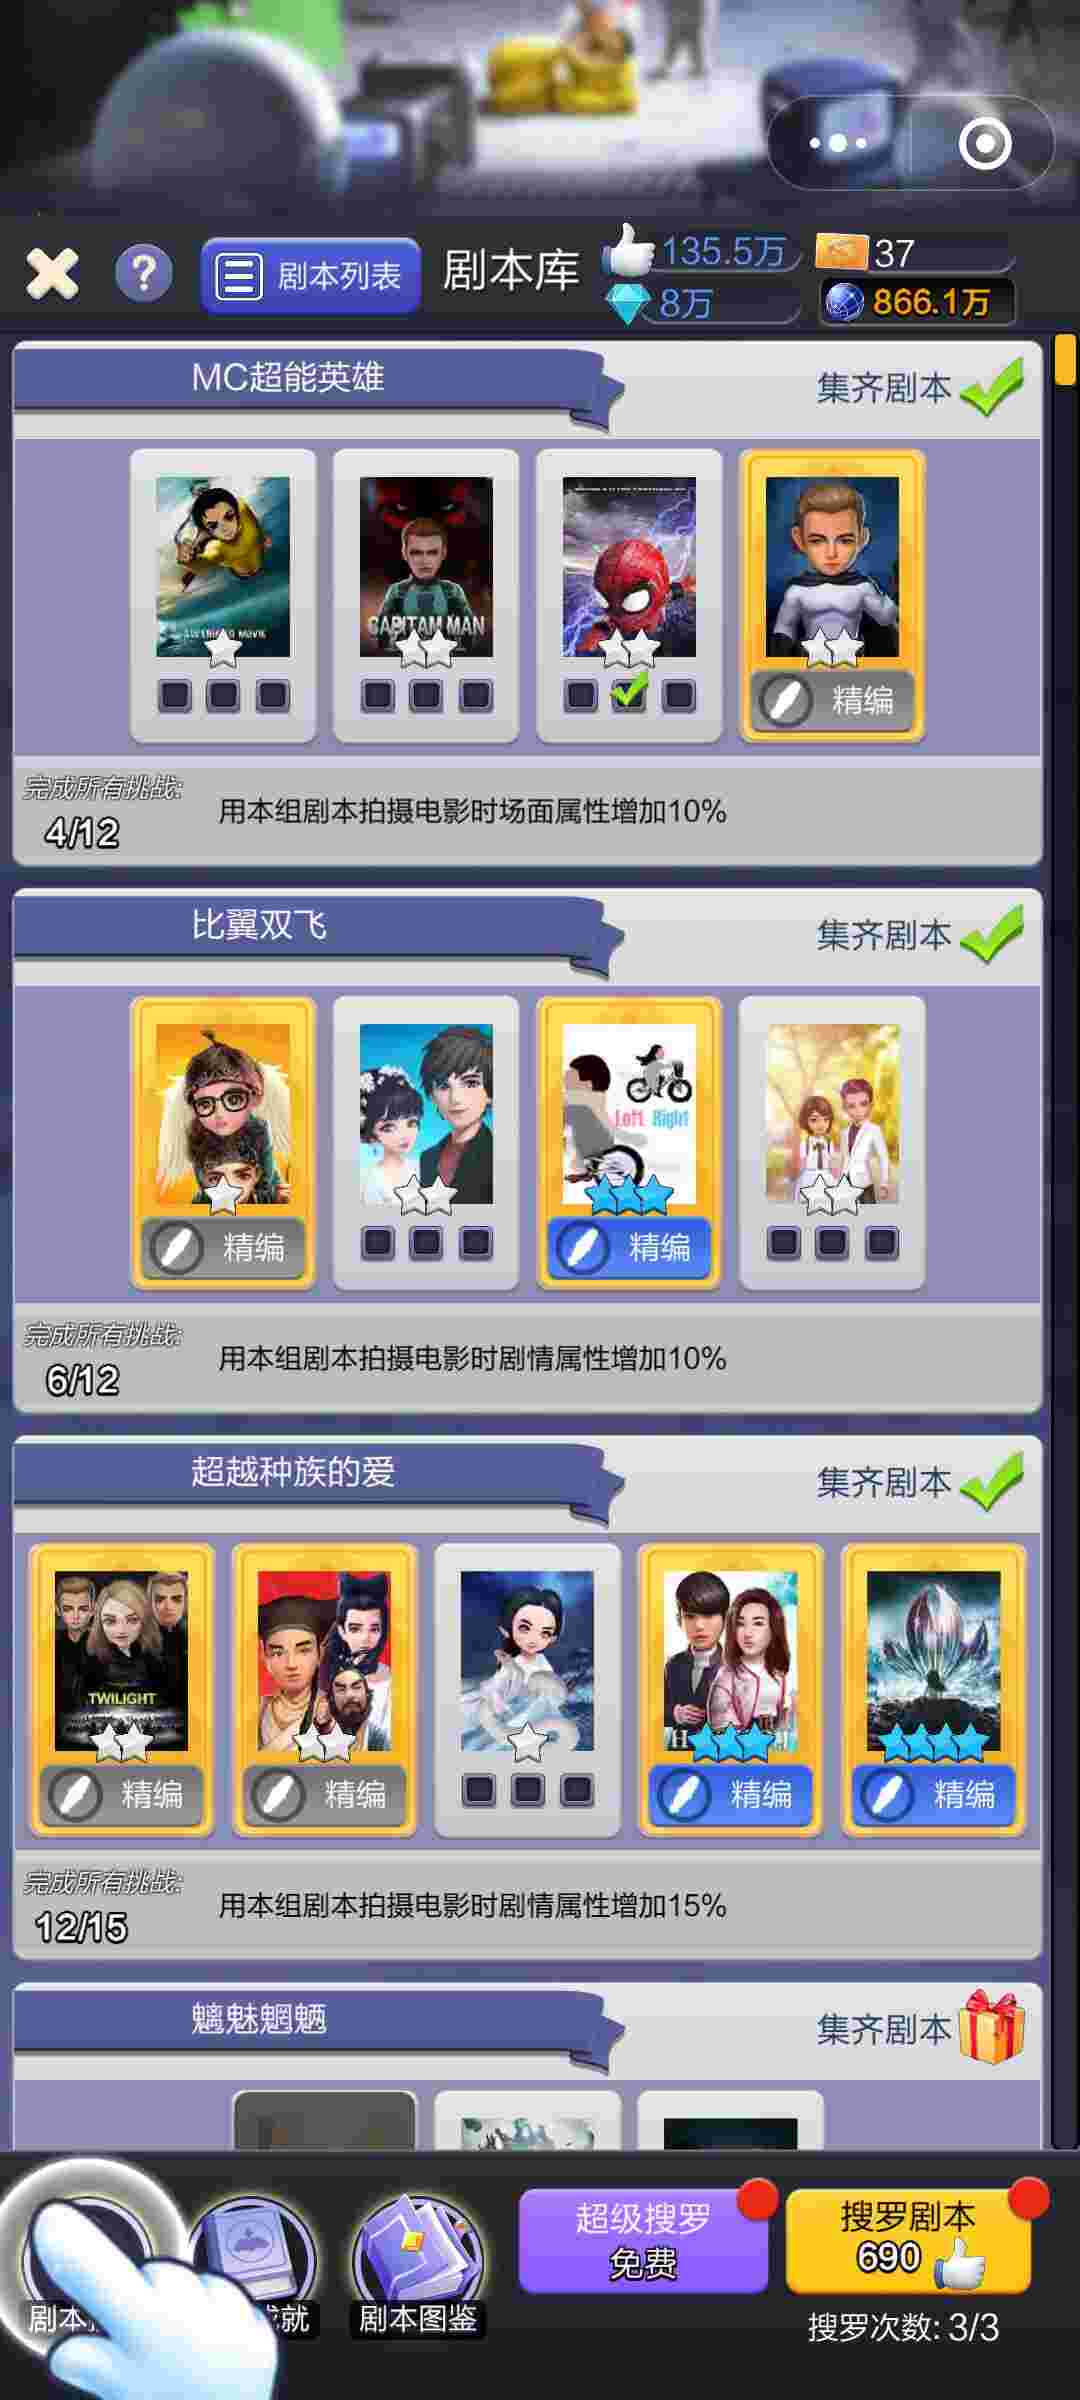 剧本列表
剧本库
135.5万
37
8万
866.1万
MC超能英雄
集齐剧本
CAPITAM MAN
精编
完成所有挑战:
4/12
用本组剧本拍摄电影时场面属性增加10%
比翼双飞
集齐剧本
Left Right
精编
精编
完成所有挑战:
6/12
用本组剧本拍摄电影时剧情属性增加10%
超越种族的爱
集齐剧本
TWILIGHT
精编
精编
精编
精编
完成所有挑战:
12/15
用本组剧本拍摄电影时剧情属性增加15%
魑魅魍魉
集齐剧本
超级搜罗
免费
搜罗剧本
690
剧本
就
剧本图鉴
搜罗次数: 3/3